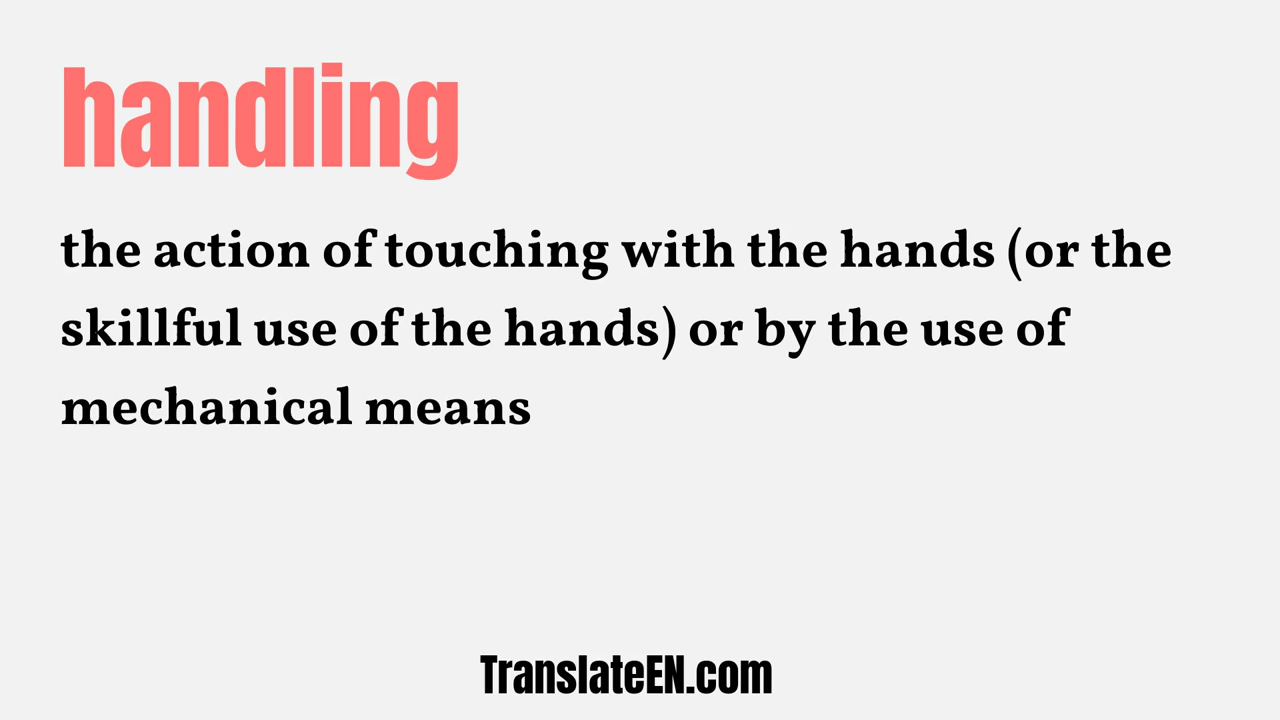 handling
the action of touching with the hands (or the
skillful use of the hands) or by the use of
mechanical means
TranslateEN.com